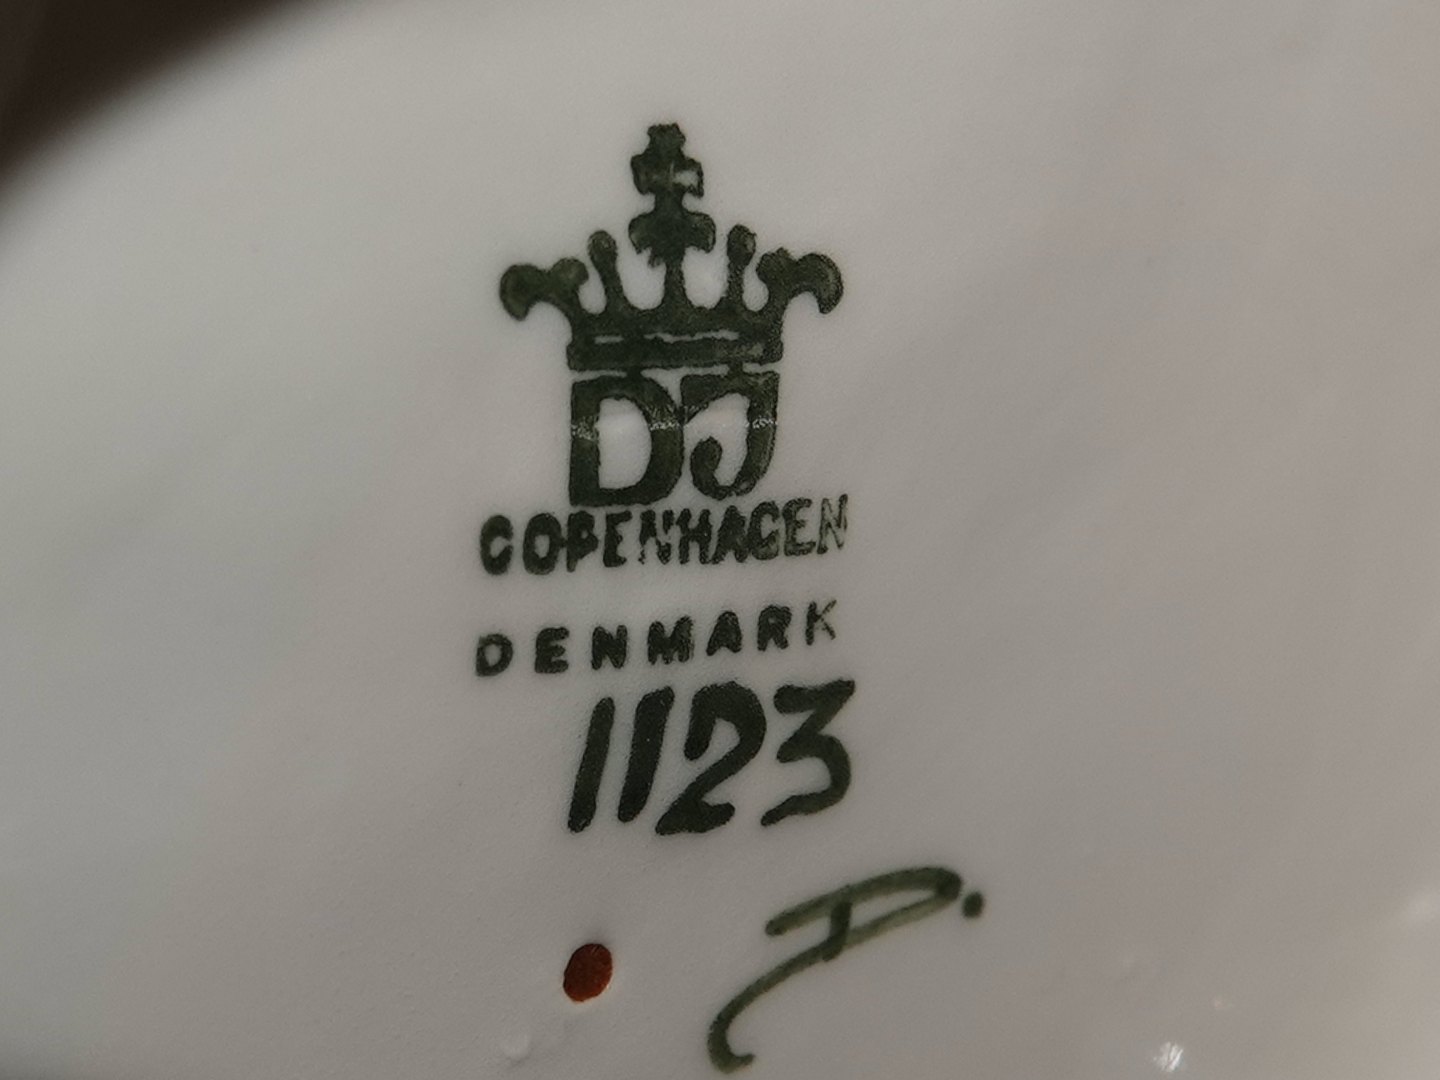 DJ
COPENHAGEN
DENMARK
1123